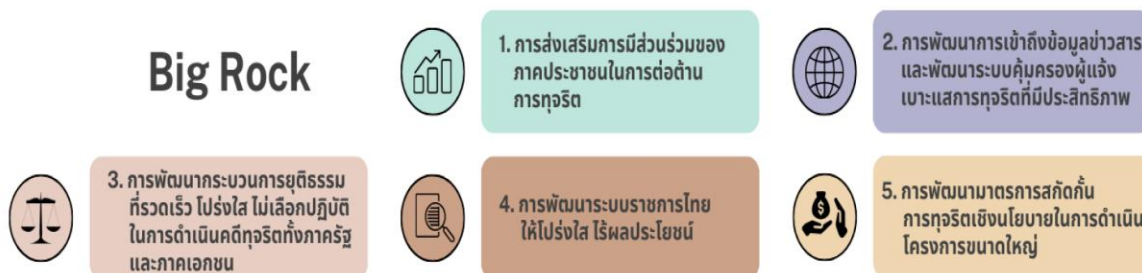 Big Rock
1. การส่งเสริมการมีส่วนร่วมของ
ภาคประชาชนในการต่อต้าน
การทุจริต
2. การพัฒนาการเข้าถึงข้อมูลข่าวสาร
และพัฒนาระบบคุ้มครองผู้แจ้ง
เบาะแสการทุจริตที่มีประสิทธิภาพ
3. การพัฒนากระบวนการยุติธรรม
ที่รวดเร็ว โปร่งใส ไม่เลือกปฏิบัติ
ในการดำเนินคดีทุจริตทั้งภาครัฐ
และภาคเอกชน
4. การพัฒนาระบบราชการไทย
ให้โปร่งใส ไร้ผลประโยชน์
5. การพัฒนามาตรการสกัดกั้น
การทุจริตเชิงนโยบายในการดำเนิน
โครงการขนาดใหญ่